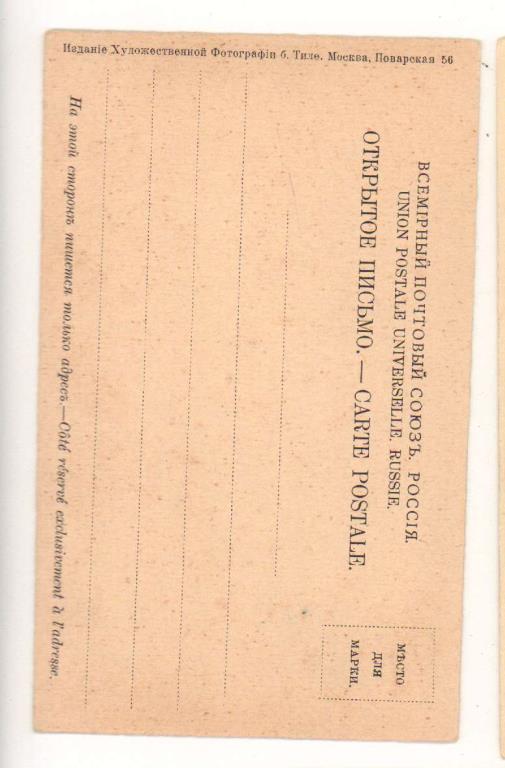 Изданіе Художественной Фотографіи б. Тиле. Москва, Поварская 56
ВСЕМІРНЫЙ ПОЧТОВЫЙ СОЮЗЪ. РОССІЯ.
UNION POSTALE UNIVERSELLE. RUSSIE.
ОТКРЫТОЕ ПИСЬМО. — CARTE POSTALE.
МѢСТО
ДЛЯ
МАРКИ.
На этой сторонѣ пишется только адресъ.—Côté réservé exclusivement à l'adresse.